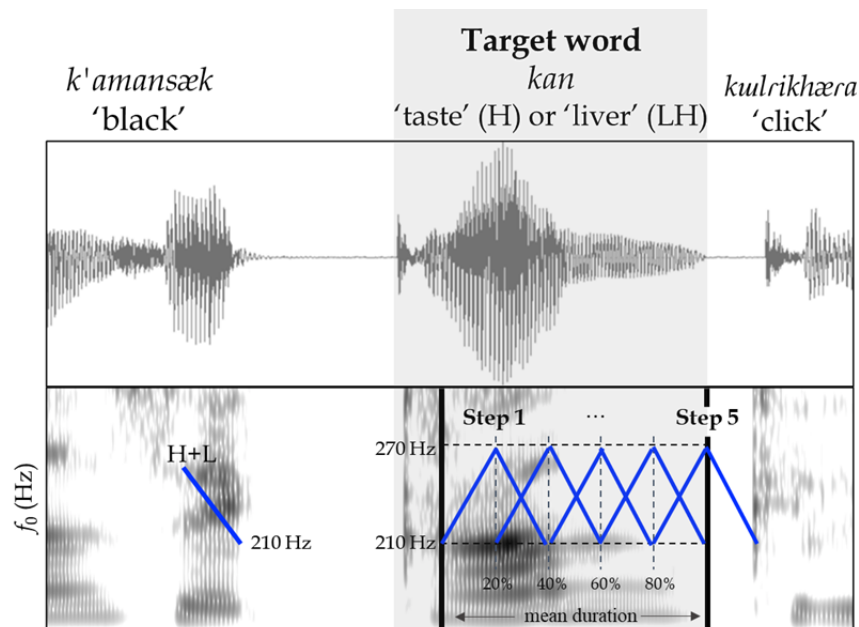 Target word
k'amansæk
kan
kɯlɾikhæɾa
‘black’
‘taste’ (H) or ‘liver’ (LH)
‘click’
Step 1
...
Step 5
H+L
270 Hz
f0 (Hz)
210 Hz
210 Hz
20%
40%
60%
80%
mean duration